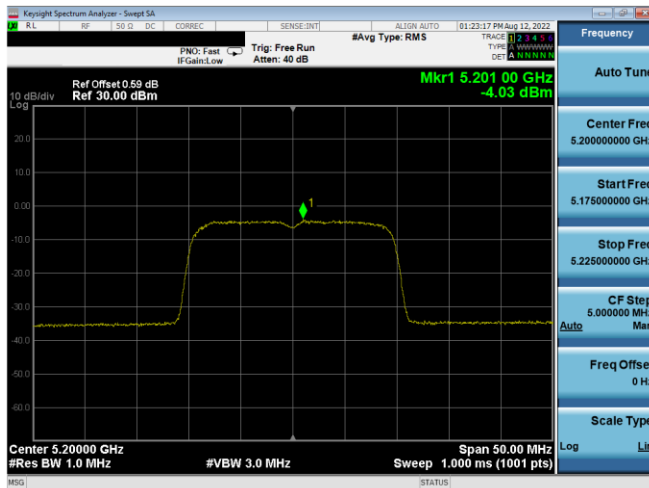 Keysight Spectrum Analyzer - Swept SA
RL RF 50 Ω DC CORREC SENSE:INT ALIGN AUTO 01:23:17 PM Aug 12, 2022
PNO: Fast
IFGain:Low
Trig: Free Run
Atten: 40 dB
#Avg Type: RMS
TRACE 1 2 3 4 5 6
TYPE A WWWWW
DET A N N N N N
Frequency
Mkr1 5.201 00 GHz
-4.03 dBm
Ref Offset 0.59 dB
10 dB/div Ref 30.00 dBm
Log
20.0
10.0
0.00
-10.0
-20.0
-30.0
-40.0
-50.0
-60.0
1
Center 5.20000 GHz Span 50.00 MHz
#Res BW 1.0 MHz #VBW 3.0 MHz Sweep 1.000 ms (1001 pts)
Auto Tune
Center Freq
5.200000000 GHz
Start Freq
5.175000000 GHz
Stop Freq
5.225000000 GHz
CF Step
5.000000 MHz
Auto Man
Freq Offset
0 Hz
Scale Type
Log Lin
MSG STATUS